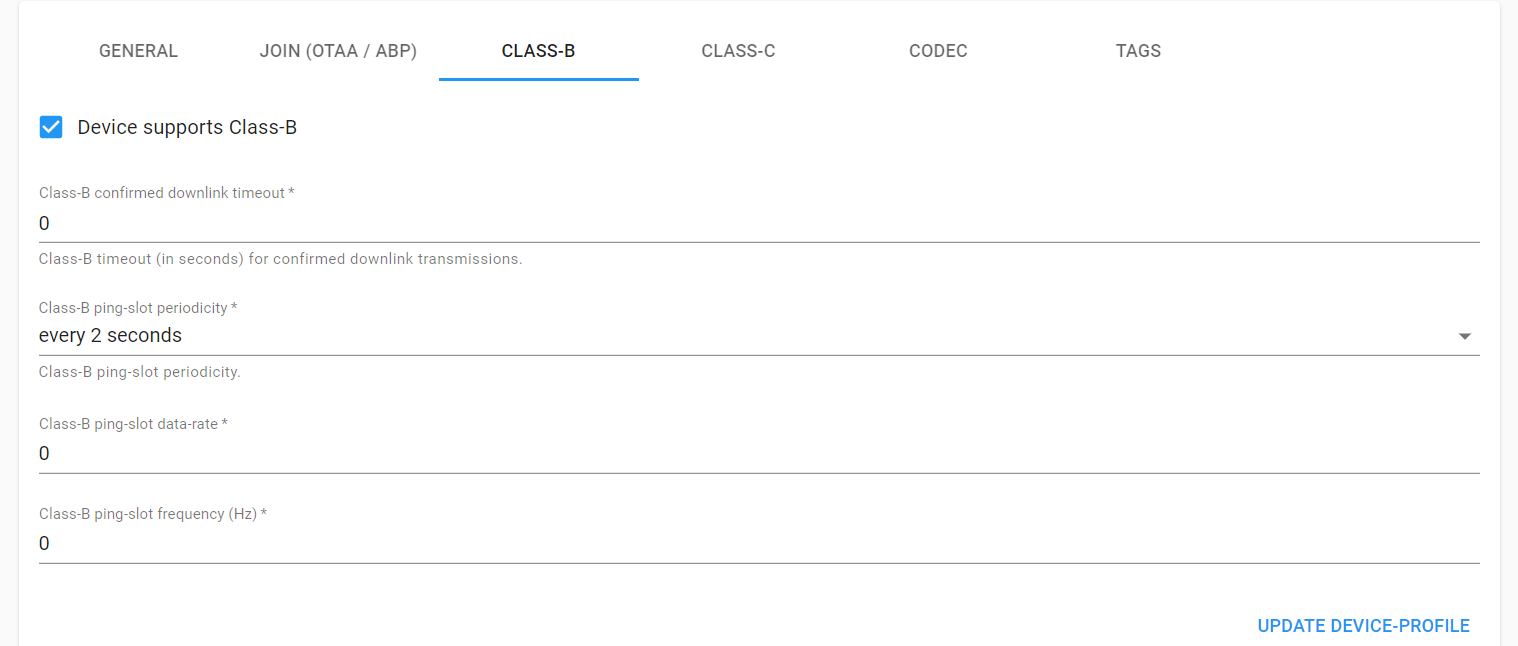 GENERAL JOIN (OTAA / ABP) CLASS-B CLASS-C CODEC TAGS
Device supports Class-B
Class-B confirmed downlink timeout *
0
Class-B timeout (in seconds) for confirmed downlink transmissions.
Class-B ping-slot periodicity *
every 2 seconds
Class-B ping-slot periodicity.
Class-B ping-slot data-rate *
0
Class-B ping-slot frequency (Hz) *
0
UPDATE DEVICE-PROFILE